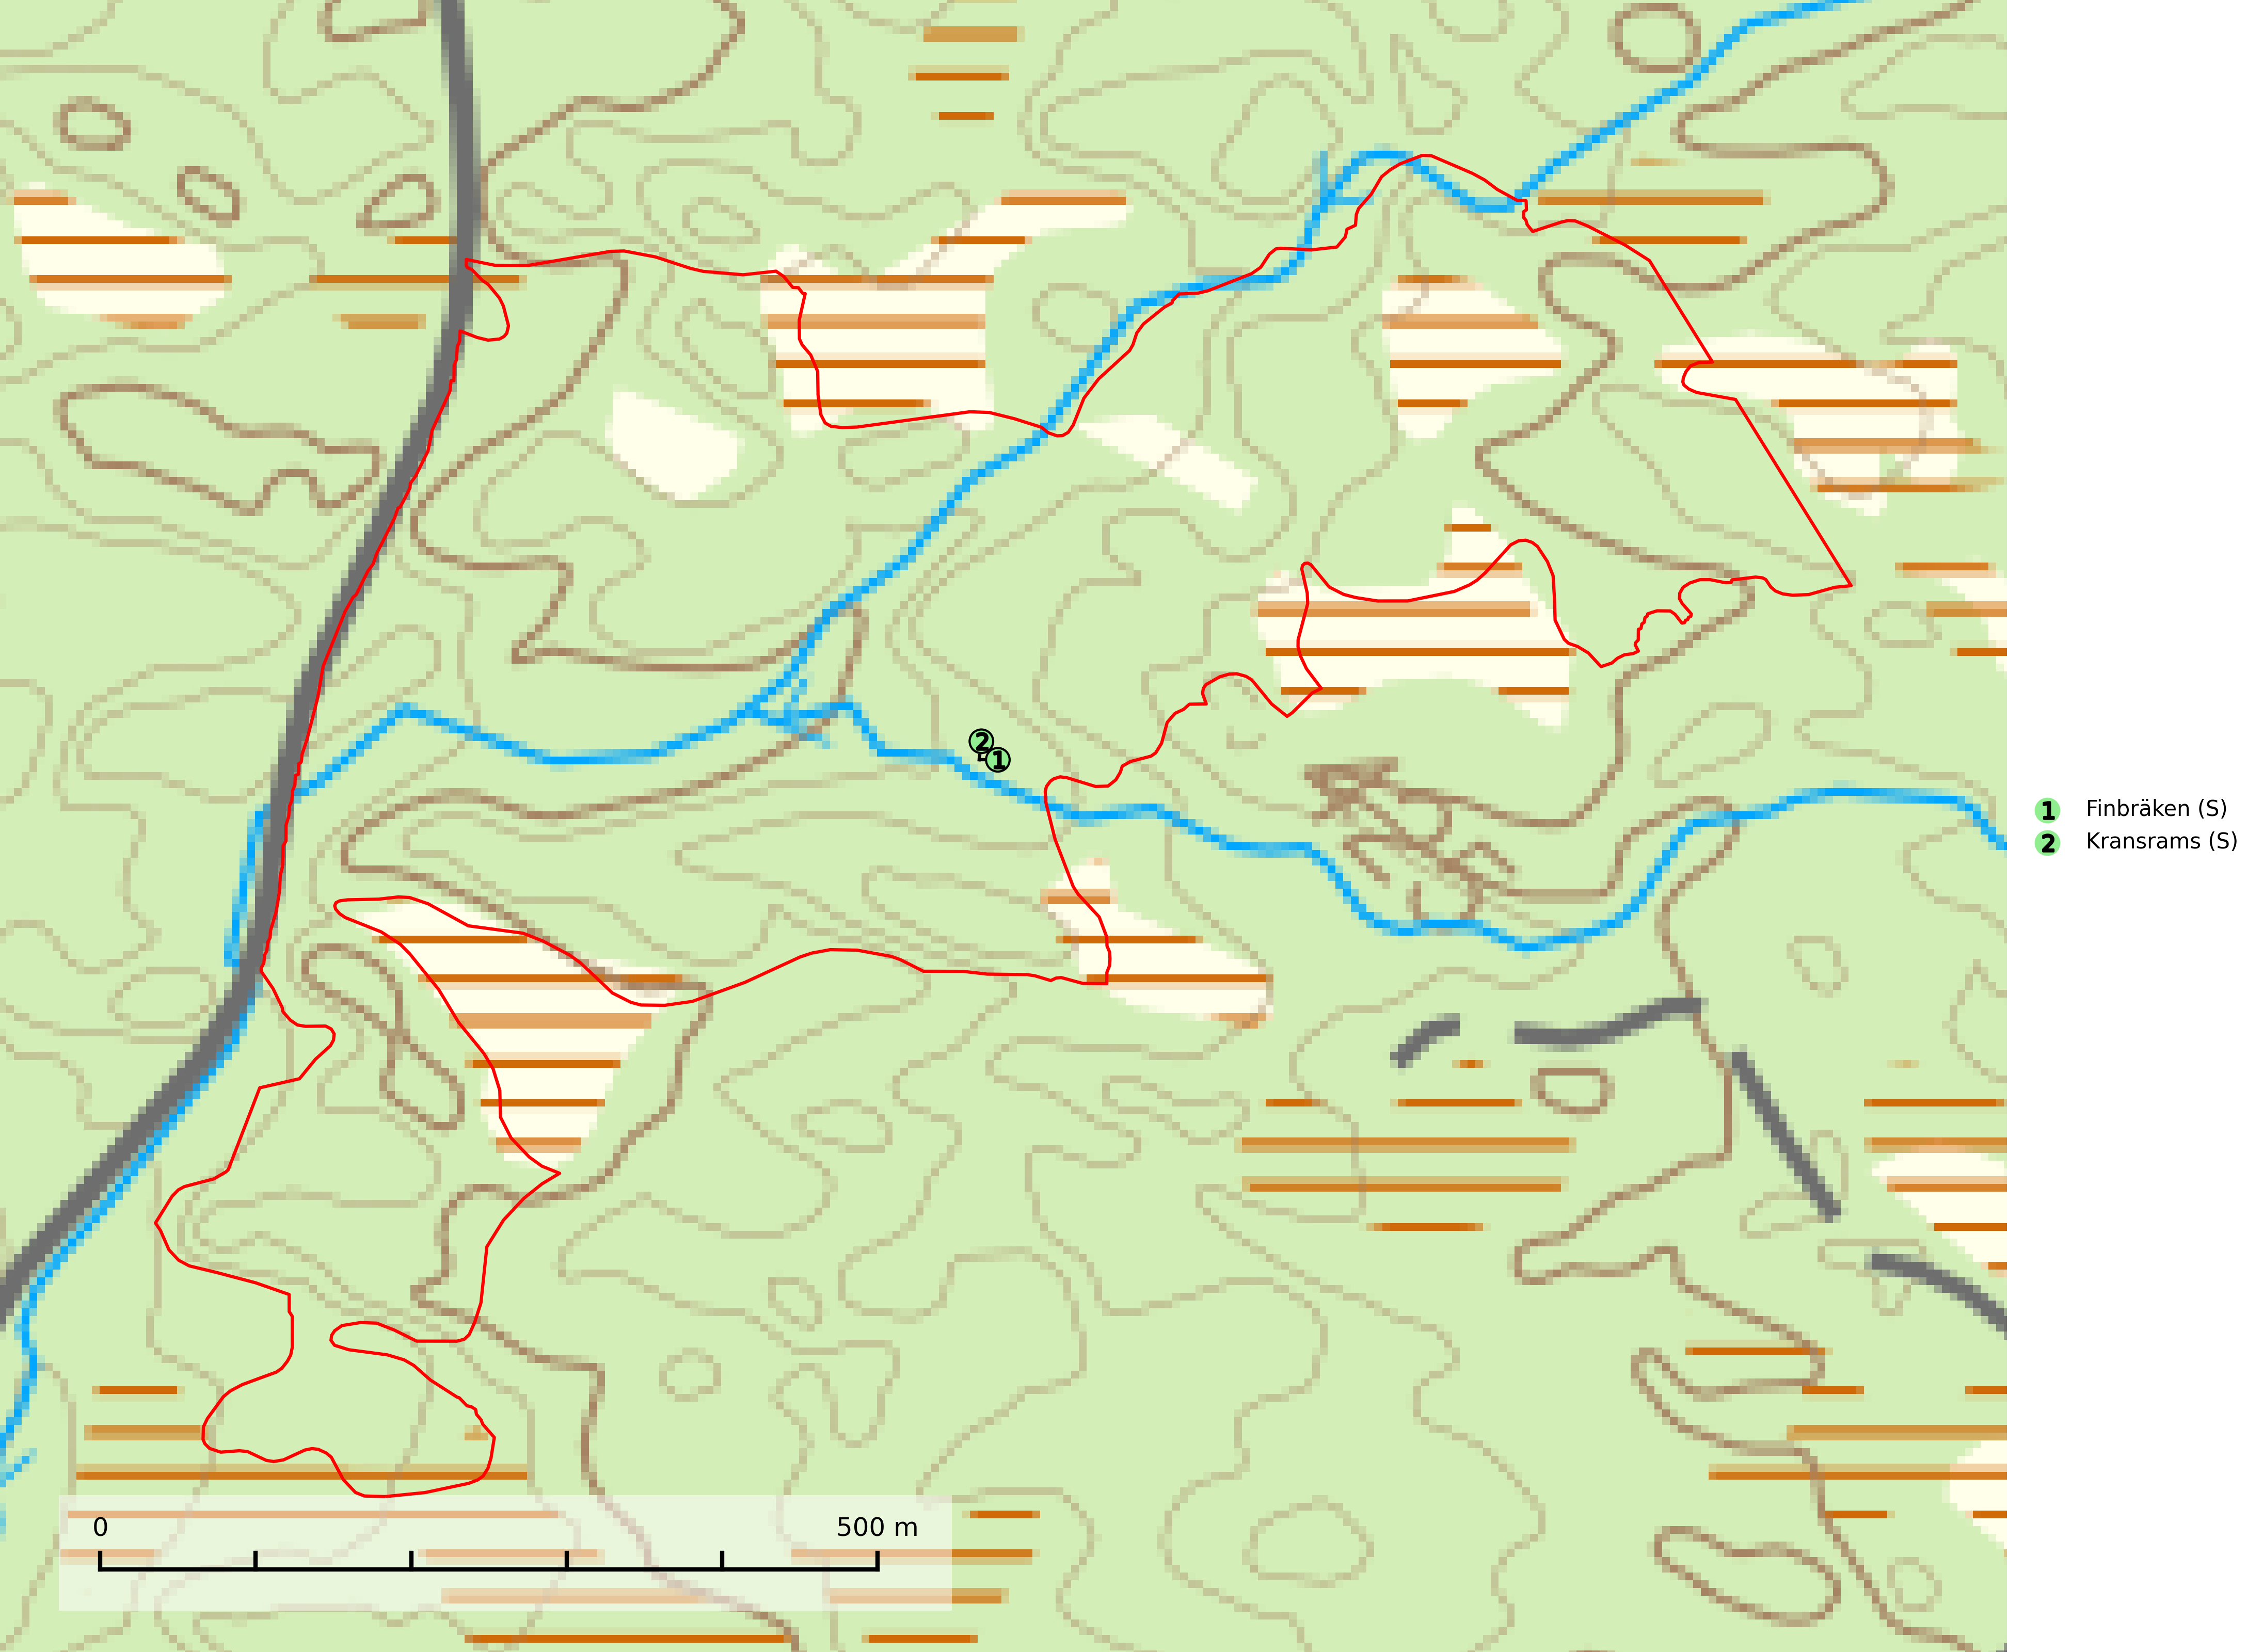 2
1
1 Finbräken (S)
2 Kransrams (S)
0 500 m